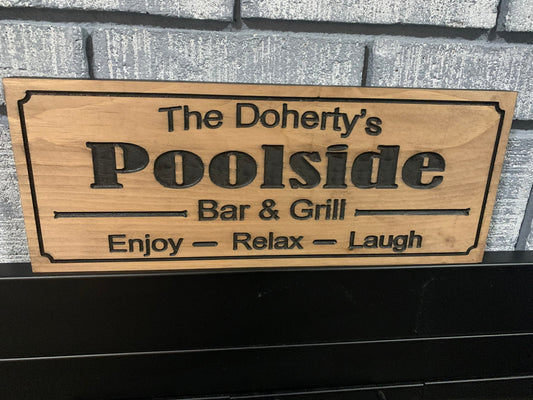 The Doherty's
Poolside
Bar & Grill
Enjoy — Relax — Laugh